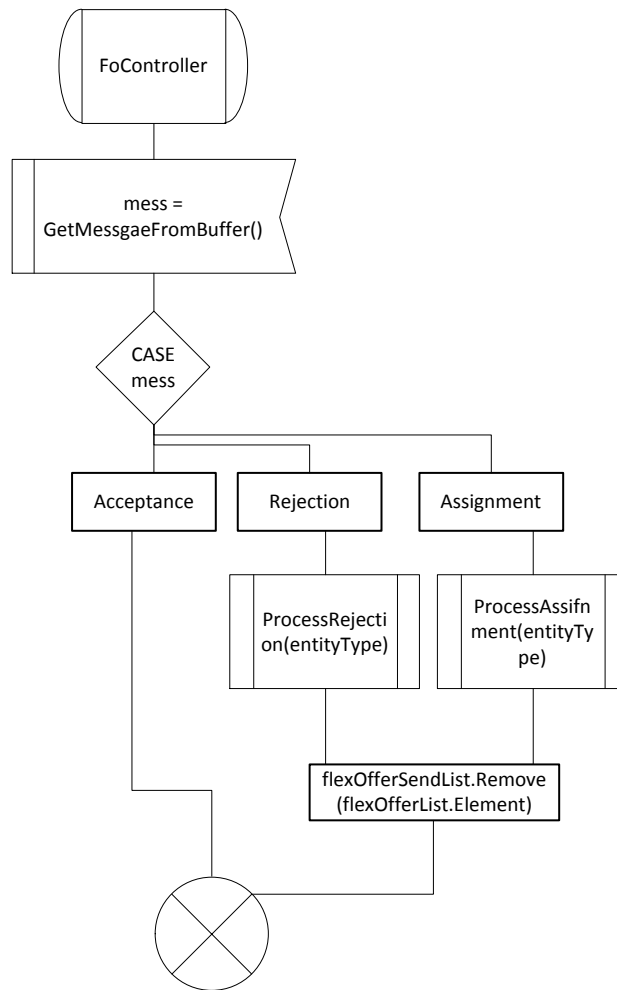 FoController
mess =
GetMessgaeFromBuffer()
CASE
mess
Acceptance
Rejection
Assignment
ProcessRejecti
on(entityType)
ProcessAssifn
ment(entityTy
pe)
flexOfferSendList.Remove
(flexOfferList.Element)